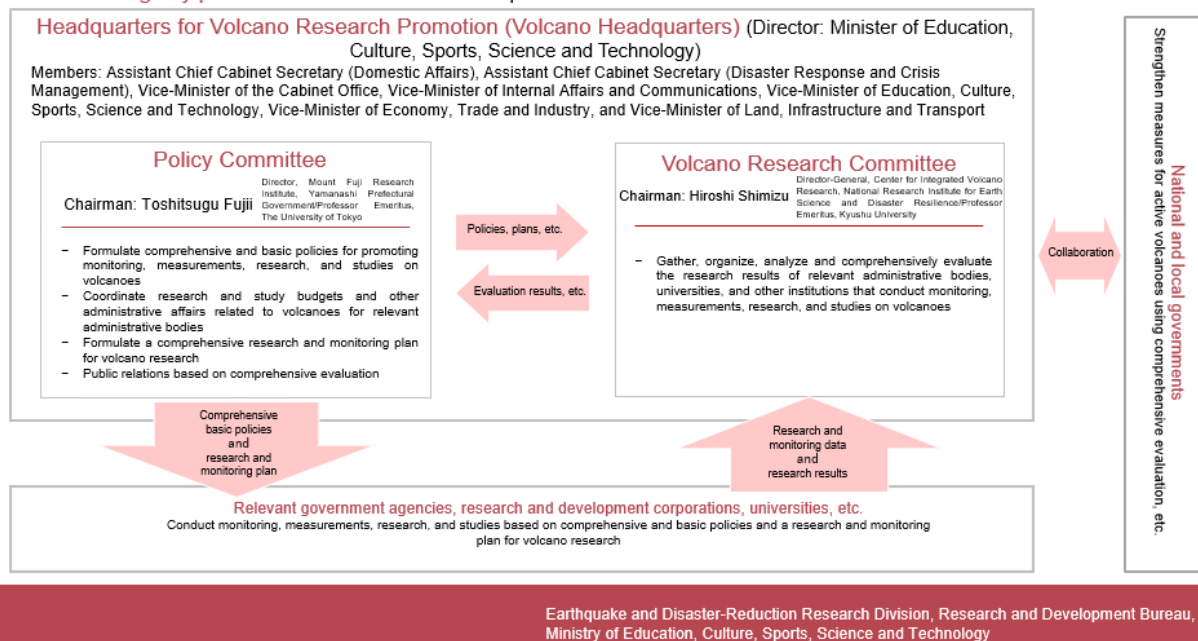 Headquarters for Volcano Research Promotion (Volcano Headquarters) (Director: Minister of Education,
Culture, Sports, Science and Technology)
Members: Assistant Chief Cabinet Secretary (Domestic Affairs), Assistant Chief Cabinet Secretary (Disaster Response and Crisis
Management), Vice-Minister of the Cabinet Office, Vice-Minister of Internal Affairs and Communications, Vice-Minister of Education, Culture,
Sports, Science and Technology, Vice-Minister of Economy, Trade and Industry, and Vice-Minister of Land, Infrastructure and Transport
Policy Committee
Chairman: Toshitsugu Fujii
Director, Mount Fuji Research
Institute, Yamanashi Prefectural
Government/Professor Emeritus,
The University of Tokyo
− Formulate comprehensive and basic policies for promoting
monitoring, measurements, research, and studies on
volcanoes
− Coordinate research and study budgets and other
administrative affairs related to volcanoes for relevant
administrative bodies
− Formulate a comprehensive research and monitoring plan
for volcano research
− Public relations based on comprehensive evaluation
Policies, plans, etc.
Evaluation results, etc.
Volcano Research Committee
Chairman: Hiroshi Shimizu
Director-General, Center for Integrated Volcano
Research, National Research Institute for Earth
Science and Disaster Resilience/Professor
Emeritus, Kyushu University
− Gather, organize, analyze and comprehensively evaluate
the research results of relevant administrative bodies,
universities, and other institutions that conduct monitoring,
measurements, research, and studies on volcanoes
Collaboration
National and local governments
Strengthen measures for active volcanoes using comprehensive evaluation, etc.
Comprehensive
basic policies
and
research and
monitoring plan
Research and
monitoring data
and
research results
Relevant government agencies, research and development corporations, universities, etc.
Conduct monitoring, measurements, research, and studies based on comprehensive and basic policies and a research and monitoring
plan for volcano research
Earthquake and Disaster-Reduction Research Division, Research and Development Bureau,
Ministry of Education, Culture, Sports, Science and Technology